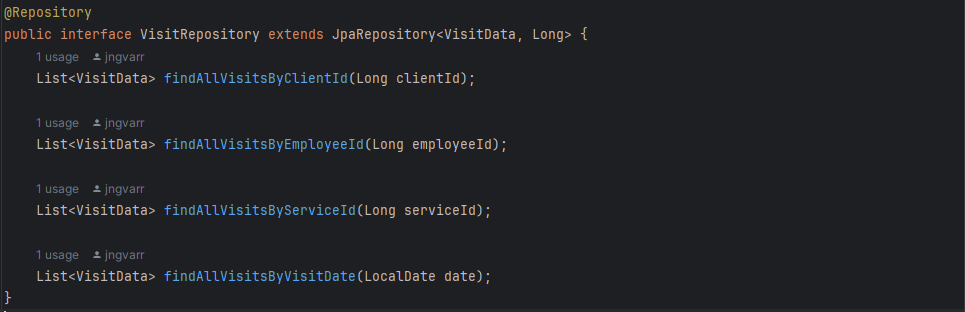 @Repository
public interface VisitRepository extends JpaRepository<VisitData, Long> {
1 usage jngvarr
List<VisitData> findAllVisitsByClientId(Long clientId);
1 usage jngvarr
List<VisitData> findAllVisitsByEmployeeId(Long employeeId);
1 usage jngvarr
List<VisitData> findAllVisitsByServiceId(Long serviceId);
1 usage jngvarr
List<VisitData> findAllVisitsByVisitDate(LocalDate date);
}